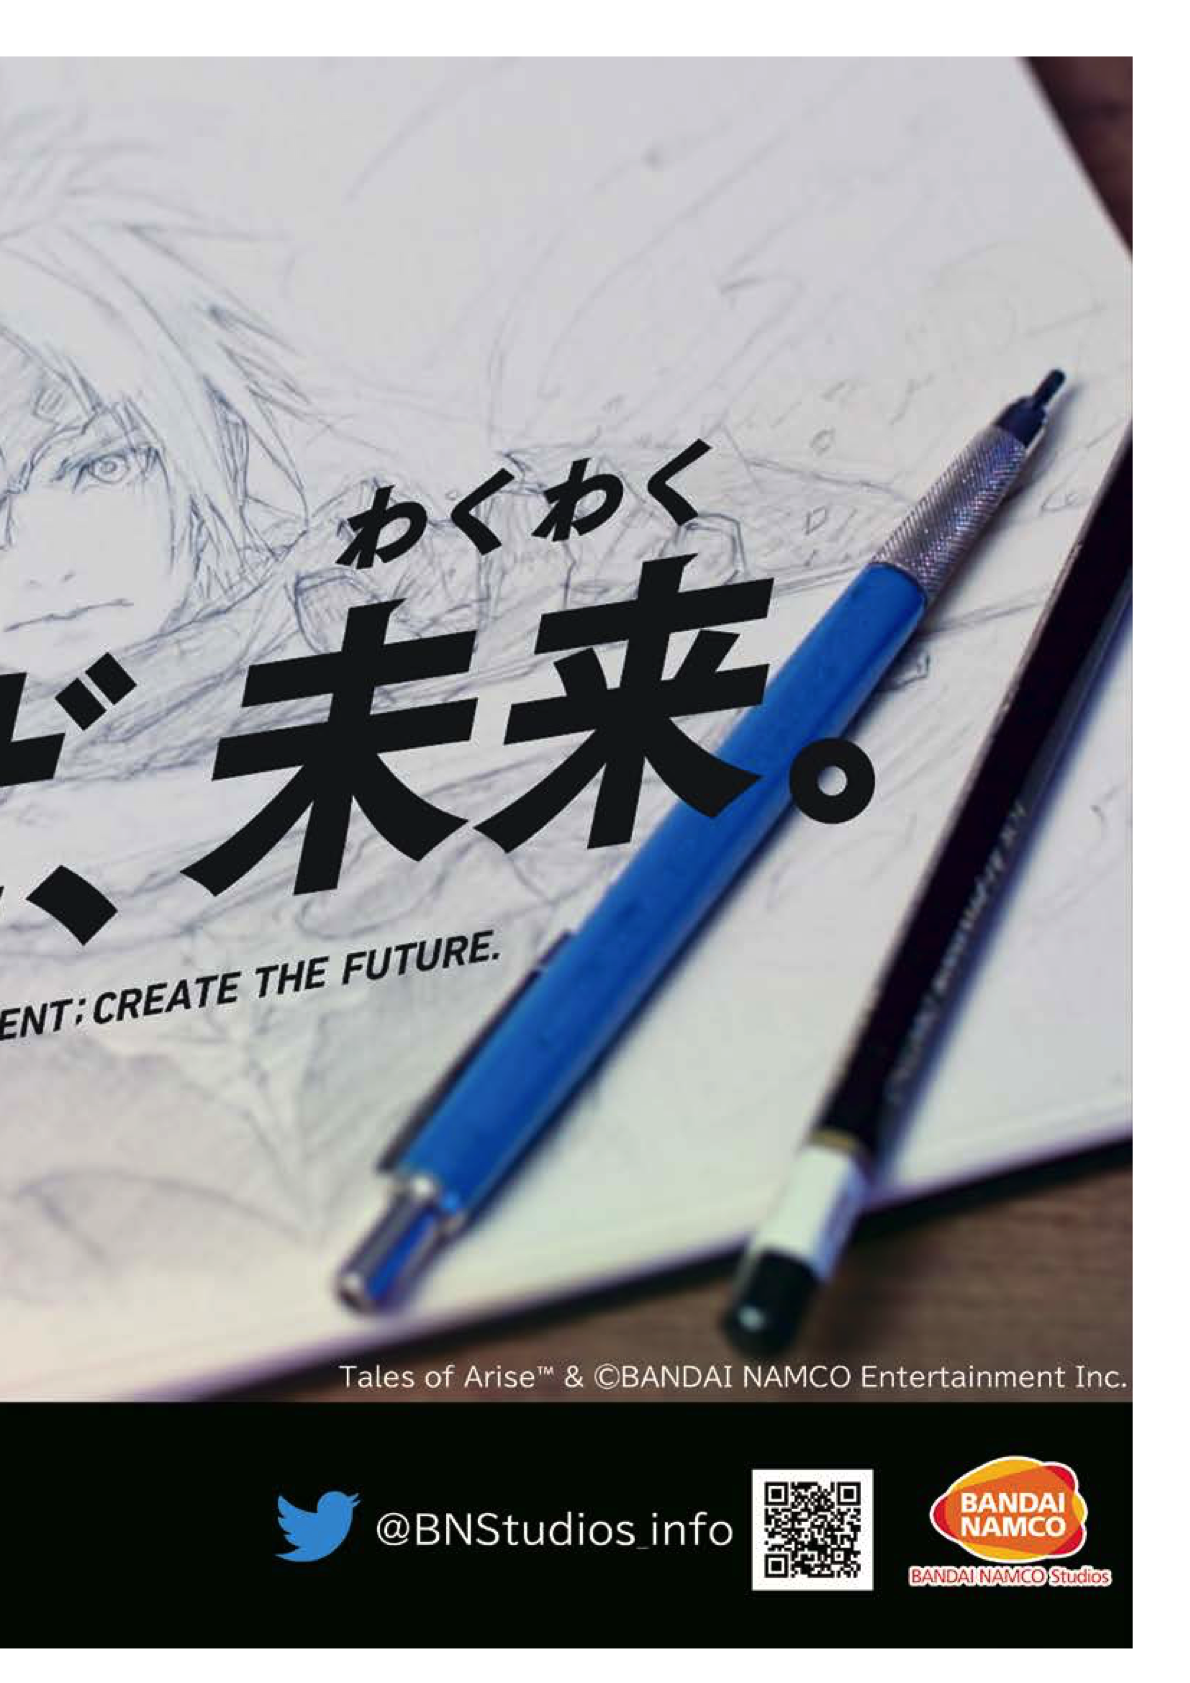 わくわく
ど、未来。
ENT;CREATE THE FUTURE.
Tales of Arise™ & ©BANDAI NAMCO Entertainment Inc.
@BNStudios_info
BANDAI
NAMCO
BANDAI NAMCO Studios